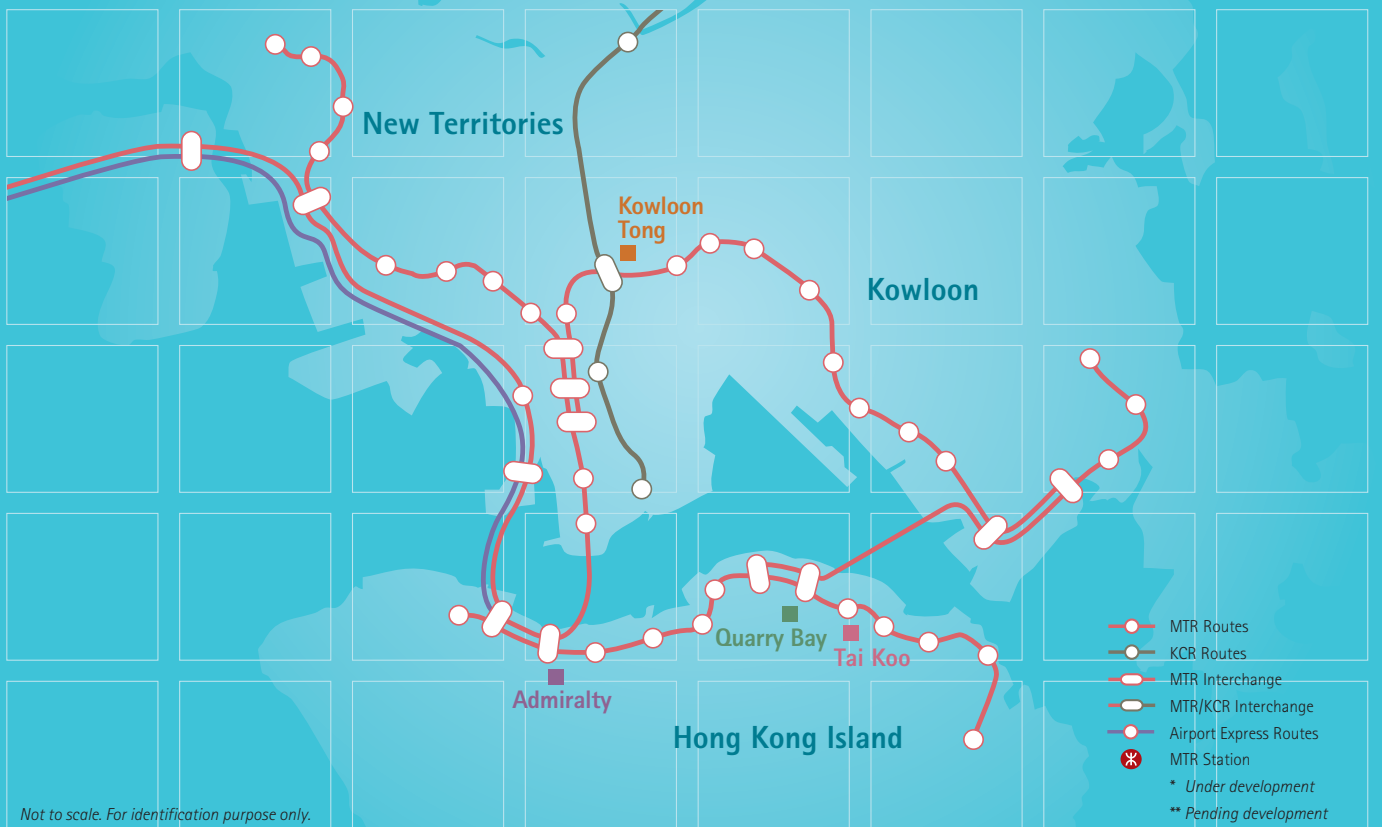 New Territories
Kowloon
Tong
Kowloon
Quarry Bay
Tai Koo
Admiralty
Hong Kong Island
MTR Routes
KCR Routes
MTR Interchange
MTR/KCR Interchange
Airport Express Routes
MTR Station
* Under development
** Pending development
Not to scale. For identification purpose only.